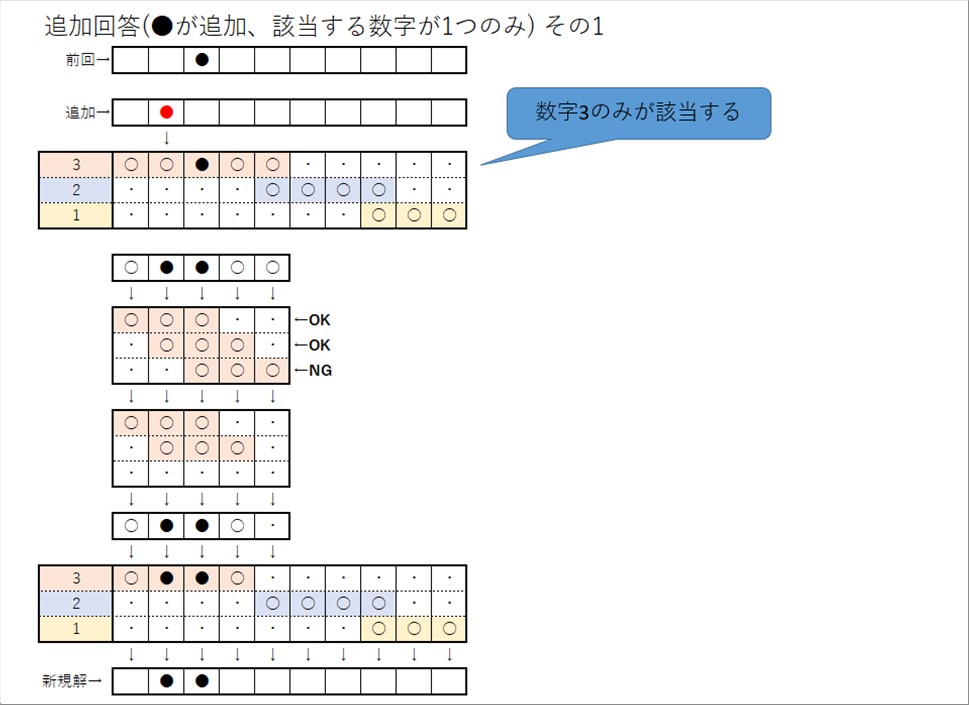 追加回答(●が追加、該当する数字が1つのみ) その1
前回→ ●
追加→ ●
↓
数字3のみが該当する
3 ○ ○ ● ○ ○ ・ ・ ・ ・ ・
2 ・ ・ ・ ・ ○ ○ ○ ○ ・ ・
1 ・ ・ ・ ・ ・ ・ ・ ○ ○ ○
○ ● ● ○ ○
↓ ↓ ↓ ↓ ↓
○ ○ ○ ・ ・ ←OK
・ ○ ○ ○ ・ ←OK
・ ・ ○ ○ ○ ←NG
↓ ↓ ↓ ↓ ↓
○ ○ ○ ・ ・
・ ○ ○ ○ ・
・ ・ ・ ・ ・
↓ ↓ ↓ ↓ ↓
○ ● ● ○ ・
↓ ↓ ↓ ↓ ↓
3 ○ ● ● ○ ・ ・ ・ ・ ・ ・
2 ・ ・ ・ ・ ○ ○ ○ ○ ・ ・
1 ・ ・ ・ ・ ・ ・ ・ ○ ○ ○
↓ ↓ ↓ ↓ ↓ ↓ ↓ ↓ ↓ ↓
新規解→ ● ●